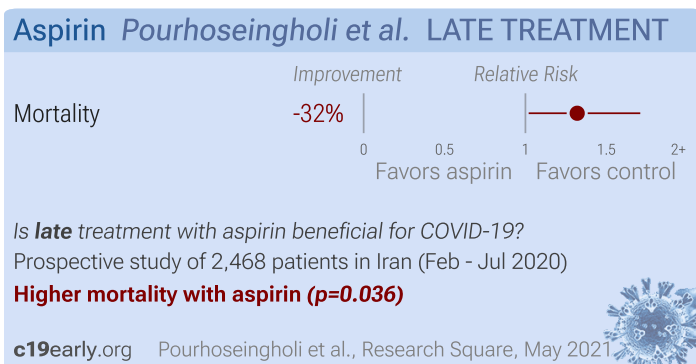 Aspirin Pourhoseingholi et al. LATE TREATMENT
Improvement Relative Risk
Mortality -32%
0 0.5 1 1.5 2+
Favors aspirin Favors control
Is late treatment with aspirin beneficial for COVID-19?
Prospective study of 2,468 patients in Iran (Feb - Jul 2020)
Higher mortality with aspirin (p=0.036)
c19early.org Pourhoseingholi et al., Research Square, May 2021